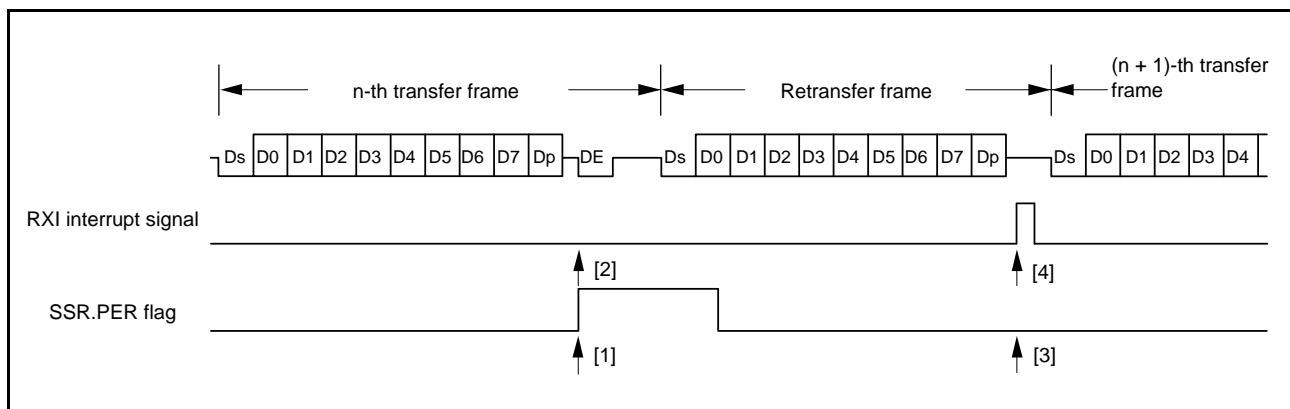 n-th transfer frame
Retransfer frame
(n + 1)-th transfer
frame
Ds D0 D1 D2 D3 D4 D5 D6 D7 Dp DE Ds D0 D1 D2 D3 D4 D5 D6 D7 Dp Ds D0 D1 D2 D3 D4
RXI interrupt signal
[2] [4]
SSR.PER flag
[1] [3]